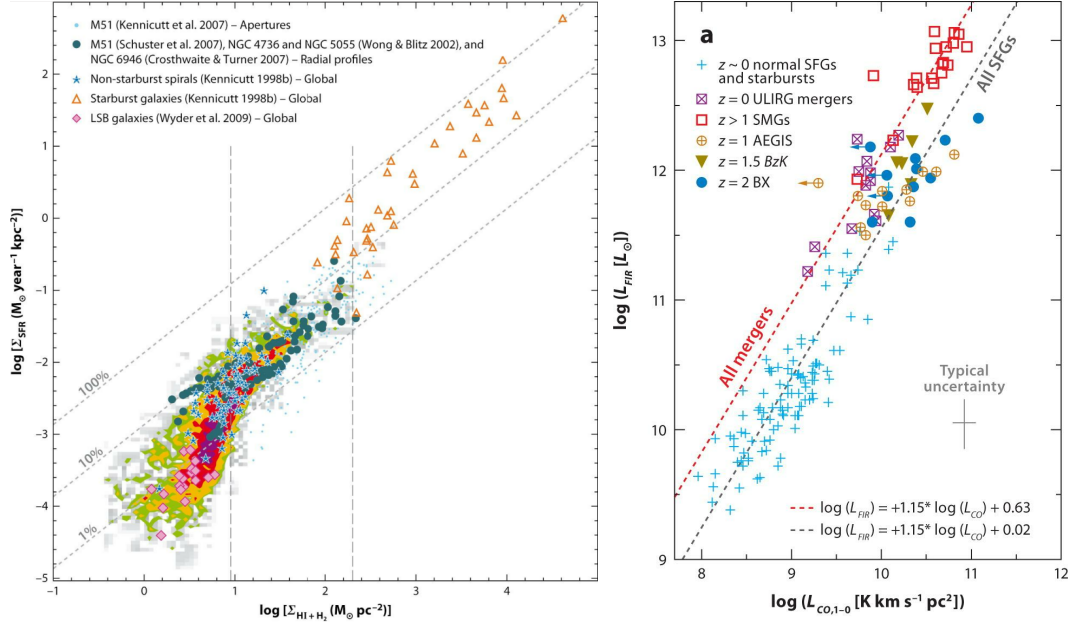 M51 (Kennicutt et al. 2007) – Apertures
M51 (Schuster et al. 2007), NGC 4736 and NGC 5055 (Wong & Blitz 2002), and
NGC 6946 (Crosthwaite & Turner 2007) – Radial profiles
Non-starburst spirals (Kennicutt 1998b) – Global
Starburst galaxies (Kennicutt 1998b) – Global
LSB galaxies (Wyder et al. 2009) – Global
100%
10%
1%
2
1
0
−1
−2
−3
−4
−5
−1
0
1
2
3
4
log [Σ_SFR (M⊙ year⁻¹ kpc⁻²)]
log [Σ_HI + H₂ (M⊙ pc⁻²)]
a
z ~ 0 normal SFGs
and starbursts
z = 0 ULIRG mergers
z > 1 SMGs
z = 1 AEGIS
z = 1.5 BzK
z = 2 BX
All SFGs
All mergers
Typical
uncertainty
log (L_FIR) = +1.15* log (L_CO) + 0.63
log (L_FIR) = +1.15* log (L_CO) + 0.02
13
12
11
10
9
8
9
10
11
12
log (L_FIR [L⊙])
log (L_CO,1–0 [K km s⁻¹ pc²])